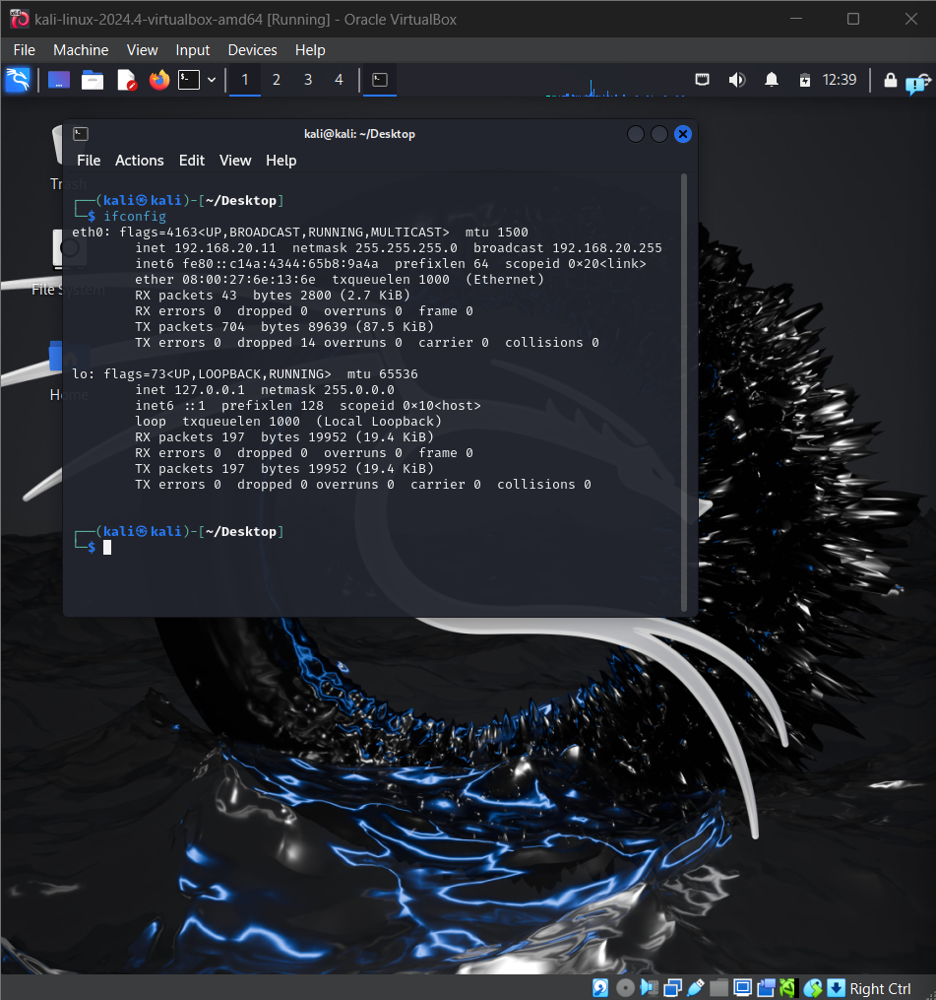 kali-linux-2024.4-virtualbox-amd64 [Running] - Oracle VirtualBox
File Machine View Input Devices Help
1 2 3 4 12:39
kali@kali: ~/Desktop
File Actions Edit View Help
Trash
File System
Home
┌──(kali㉿kali)-[~/Desktop]
└─$ ifconfig
eth0: flags=4163<UP,BROADCAST,RUNNING,MULTICAST>  mtu 1500
        inet 192.168.20.11  netmask 255.255.255.0  broadcast 192.168.20.255
        inet6 fe80::c14a:4344:65b8:9a4a  prefixlen 64  scopeid 0×20<link>
        ether 08:00:27:6e:13:6e  txqueuelen 1000  (Ethernet)
        RX packets 43  bytes 2800 (2.7 KiB)
        RX errors 0  dropped 0  overruns 0  frame 0
        TX packets 704  bytes 89639 (87.5 KiB)
        TX errors 0  dropped 14 overruns 0  carrier 0  collisions 0
lo: flags=73<UP,LOOPBACK,RUNNING>  mtu 65536
        inet 127.0.0.1  netmask 255.0.0.0
        inet6 ::1  prefixlen 128  scopeid 0×10<host>
        loop  txqueuelen 1000  (Local Loopback)
        RX packets 197  bytes 19952 (19.4 KiB)
        RX errors 0  dropped 0  overruns 0  frame 0
        TX packets 197  bytes 19952 (19.4 KiB)
        TX errors 0  dropped 0 overruns 0  carrier 0  collisions 0
┌──(kali㉿kali)-[~/Desktop]
└─$
Right Ctrl